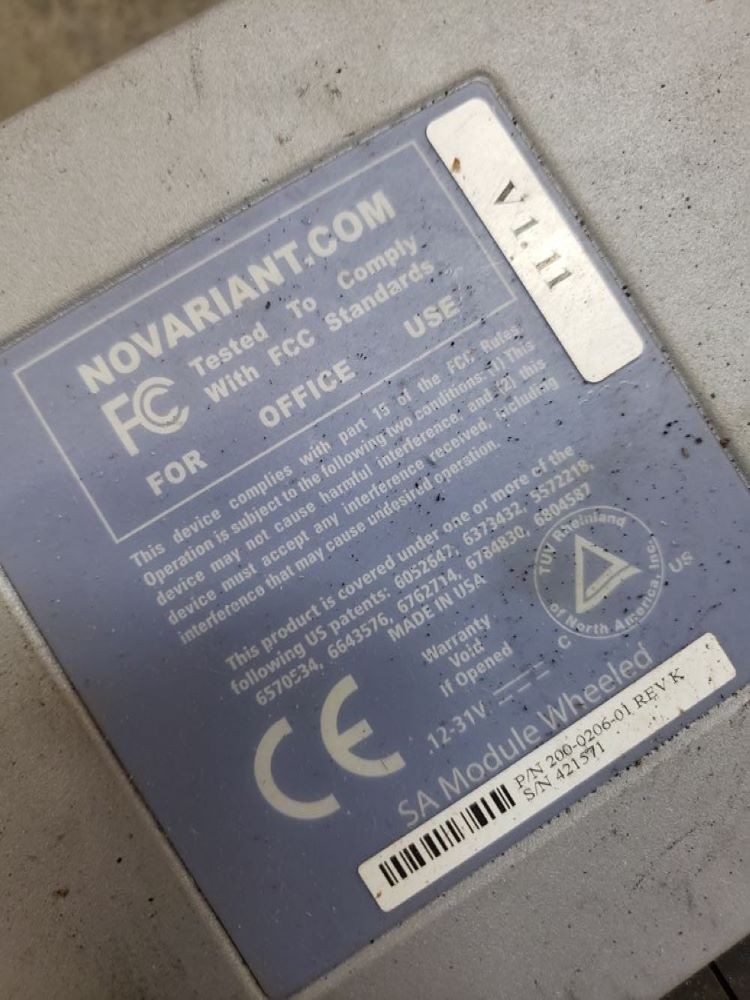 V 1.11
NOVARIANT.COM
FC Tested To Comply
With FCC Standards
FOR OFFICE USE
This device complies with part 15 of the FCC Rules
Operation is subject to the following two conditions: (1) This
device may not cause harmful interference, and (2) this
device must accept any interference received, including
interference that may cause undesired operation.
This product is covered under one or more of the
following US patents: 6052647, 6373432, 5572218,
6570534, 6643576, 6762714, 6784830, 6804587
MADE IN USA
TUV Rheinland
of North America, Inc.
C US
Warranty
Void
If Opened
CE
12-31V
SA Module Wheeled
P/N 200-0206-01 REV.K
S/N 421571